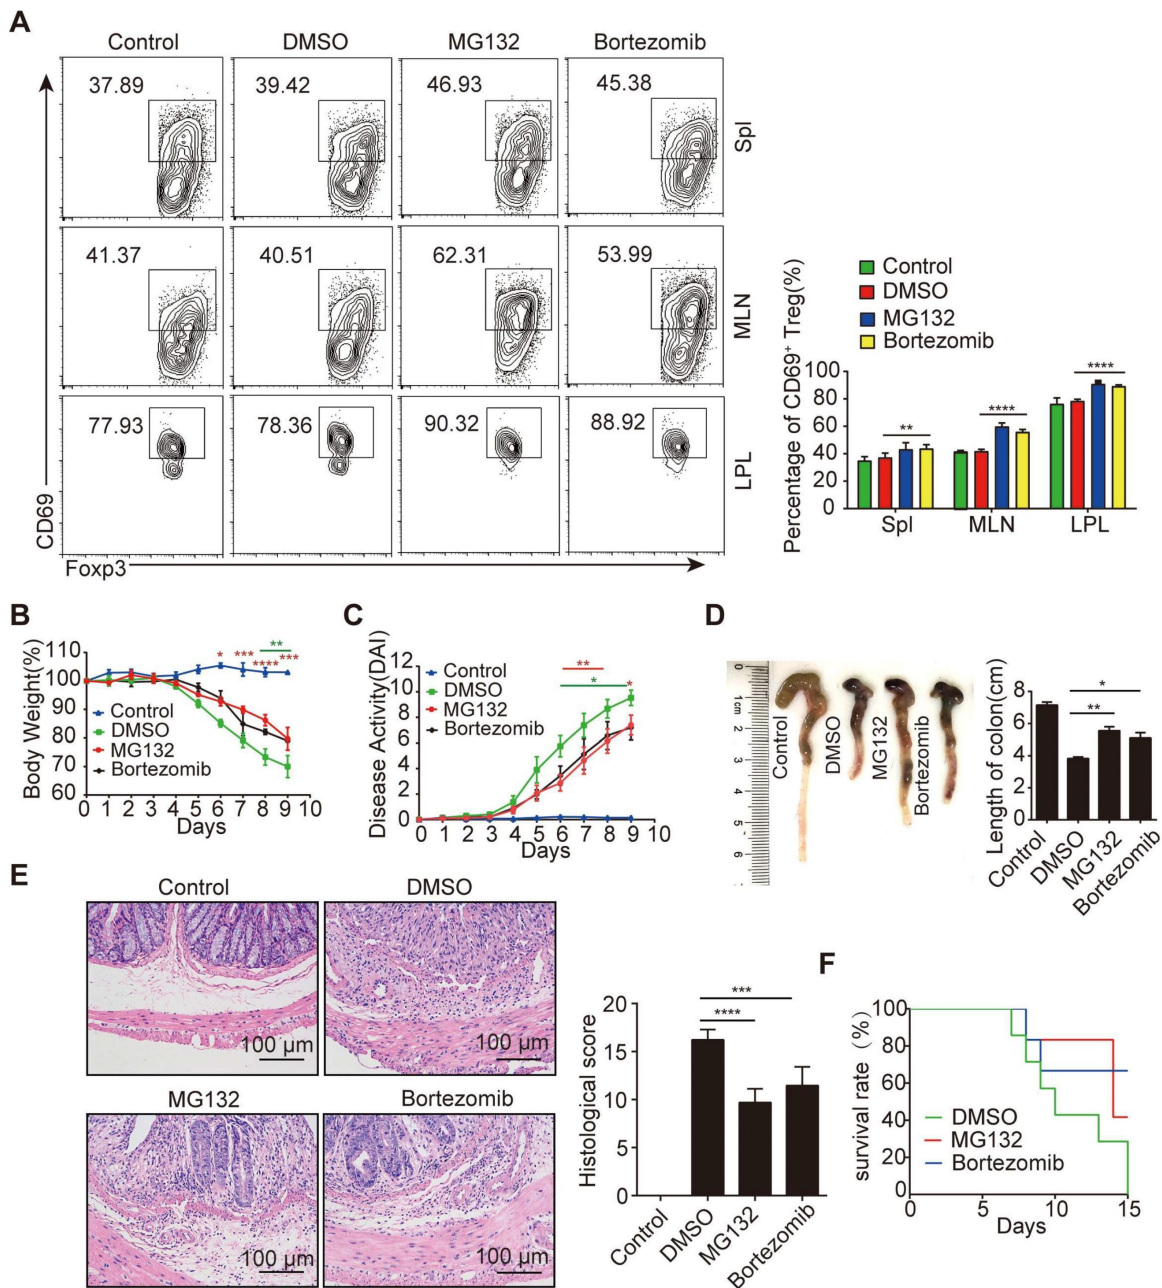 A
Control DMSO MG132 Bortezomib
37.89 39.42 46.93 45.38
Spl
41.37 40.51 62.31 53.99
MLN
77.93 78.36 90.32 88.92
LPL
CD69
Foxp3
Control
DMSO
MG132
Bortezomib
Percentage of CD69+ Treg(%)
100
80
60
40
20
0
** **** ****
Spl MLN LPL
B
Body Weight(%)
110
100
90
80
70
60
* *** **** ** ***
Control
DMSO
MG132
Bortezomib
0 1 2 3 4 5 6 7 8 9 10
Days
C
Disease Activity(DAI)
12
10
8
6
4
2
0
Control
DMSO
MG132
Bortezomib
**
* *
0 1 2 3 4 5 6 7 8 9 10
Days
D
0
1cm
2
3
4
5
6
Control
DMSO
MG132
Bortezomib
Length of colon(cm)
8
6
4
2
0
*
**
Control DMSO MG132 Bortezomib
E
Control DMSO
100 μm 100 μm
MG132 Bortezomib
100 μm 100 μm
Histological score
20
15
10
5
0
***
****
Control DMSO MG132 Bortezomib
F
survival rate (%)
100
80
60
40
20
0
DMSO
MG132
Bortezomib
0 5 10 15
Days